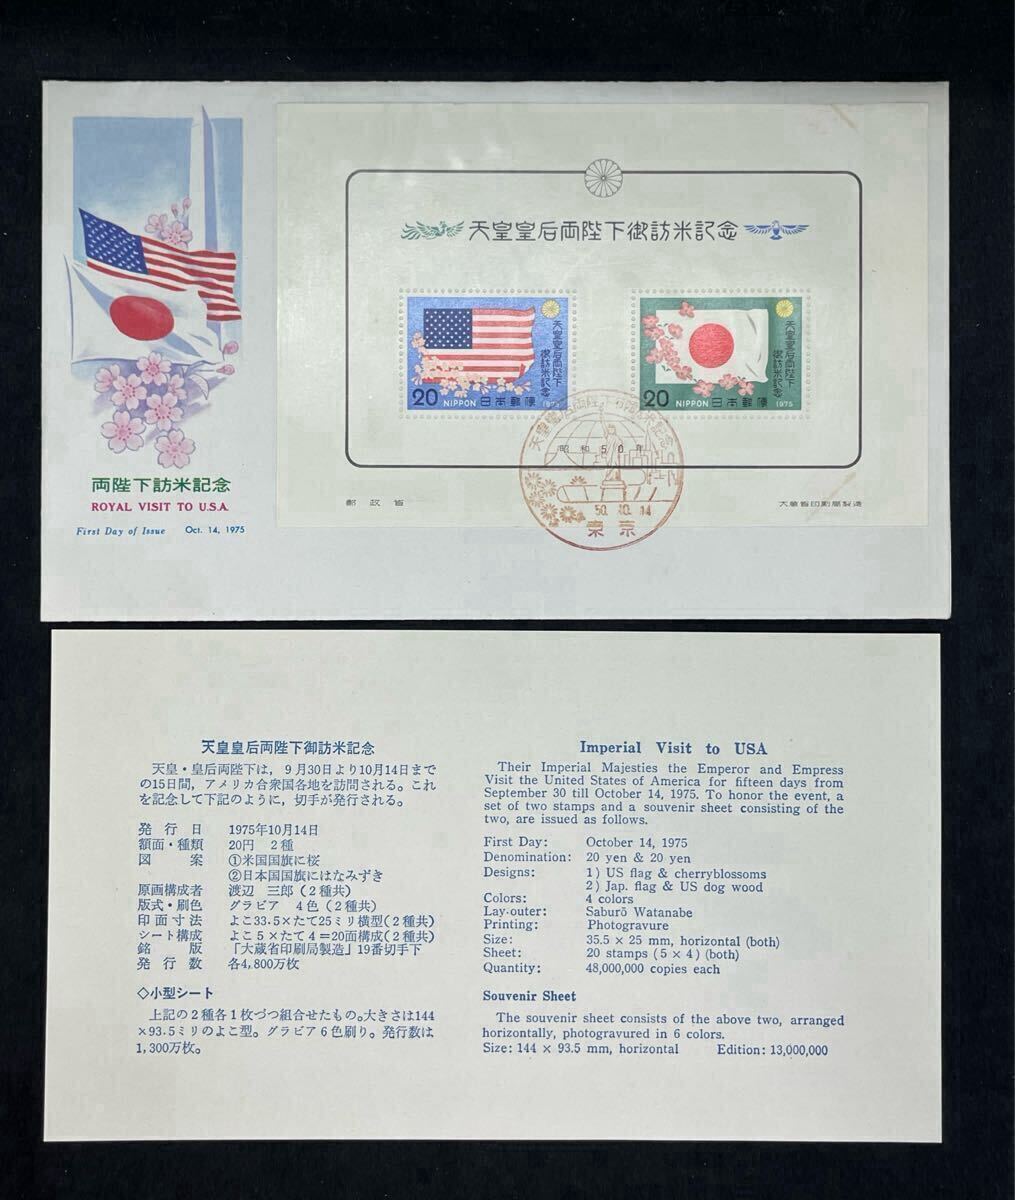 天皇皇后両陛下御訪米記念
天皇皇后両陛下
御訪米記念
20 NIPPON 日本郵便 1975
天皇皇后両陛下
御訪米記念
20 NIPPON 日本郵便 1975
天皇皇后両陛下御訪米記念
昭和50年
50.10.14
東京
郵政省
大蔵省印刷局製造
両陛下訪米記念
ROYAL VISIT TO U.S.A.
First Day of Issue Oct. 14, 1975
天皇皇后両陛下御訪米記念
天皇・皇后両陛下は，9月30日より10月14日まで
の15日間，アメリカ合衆国各地を訪問される。これ
を記念して下記のように，切手が発行される。
発行日 1975年10月14日
額面・種類 20円 2種
図案 ①米国国旗に桜
②日本国国旗にはなみずき
原画構成者 渡辺 三郎（2種共）
版式・刷色 グラビア 4色（2種共）
印面寸法 よこ33.5×たて25ミリ横型（2種共）
シート構成 よこ5×たて4＝20面構成（2種共）
銘版 「大蔵省印刷局製造」19番切手下
発行数 各4,800万枚
◇小型シート
上記の2種各1枚づつ組合せたもの。大きさは144
×93.5ミリのよこ型。グラビア6色刷り。発行数は
1,300万枚。
Imperial Visit to USA
Their Imperial Majesties the Emperor and Empress
Visit the United States of America for fifteen days from
September 30 till October 14, 1975. To honor the event, a
set of two stamps and a souvenir sheet consisting of the
two, are issued as follows.
First Day: October 14, 1975
Denomination: 20 yen & 20 yen
Designs: 1) US flag & cherryblossoms
2) Jap. flag & US dog wood
Colors: 4 colors
Lay-outer: Saburō Watanabe
Printing: Photogravure
Size: 35.5 × 25 mm, horizontal (both)
Sheet: 20 stamps (5 × 4) (both)
Quantity: 48,000,000 copies each
Souvenir Sheet
The souvenir sheet consists of the above two, arranged
horizontally, photogravured in 6 colors.
Size: 144 × 93.5 mm, horizontal Edition: 13,000,000